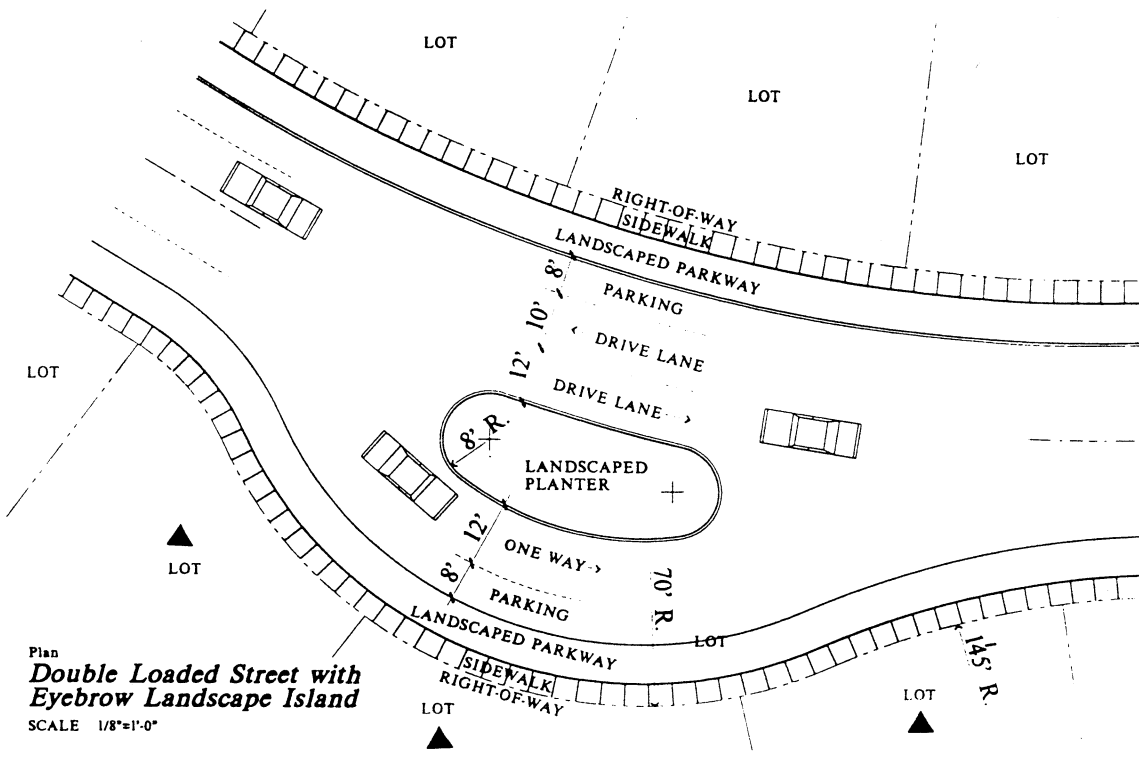 LOT
LOT
LOT
RIGHT-OF-WAY
SIDEWALK
LANDSCAPED PARKWAY
8'
PARKING
10'
DRIVE LANE
12'
DRIVE LANE
8' R.
LANDSCAPED
PLANTER
LOT
12'
ONE WAY
8'
PARKING
70' R.
LANDSCAPED PARKWAY
LOT
LOT
SIDEWALK
RIGHT-OF-WAY
145' R.
LOT
LOT
Plan
Double Loaded Street with
Eyebrow Landscape Island
SCALE 1/8"=1'-0"